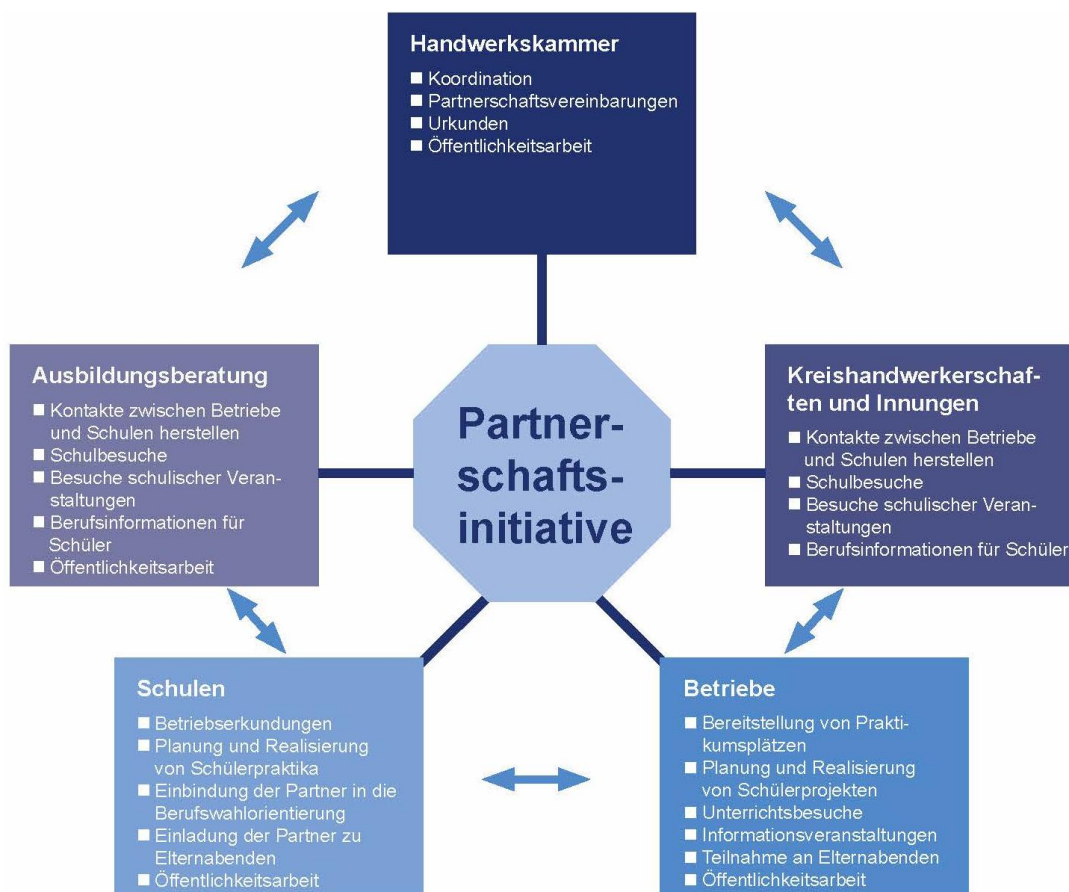 Handwerkskammer
Koordination
Partnerschaftsvereinbarungen
Urkunden
Öffentlichkeitsarbeit
Ausbildungsberatung
Kontakte zwischen Betriebe
und Schulen herstellen
Schulbesuche
Besuche schulischer Veran-
staltungen
Berufsinformationen für
Schüler
Öffentlichkeitsarbeit
Partner-
schafts-
initiative
Kreishandwerkerschaf-
ten und Innungen
Kontakte zwischen Betriebe
und Schulen herstellen
Schulbesuche
Besuche schulischer Veran-
staltungen
Berufsinformationen für Schüler
Schulen
Betriebserkundungen
Planung und Realisierung
von Schülerpraktika
Einbindung der Partner in die
Berufswahlorientierung
Einladung der Partner zu
Elternabenden
Öffentlichkeitsarbeit
Betriebe
Bereitstellung von Prakti-
kumsplätzen
Planung und Realisierung
von Schülerprojekten
Unterrichtsbesuche
Informationsveranstaltungen
Teilnahme an Elternabenden
Öffentlichkeitsarbeit